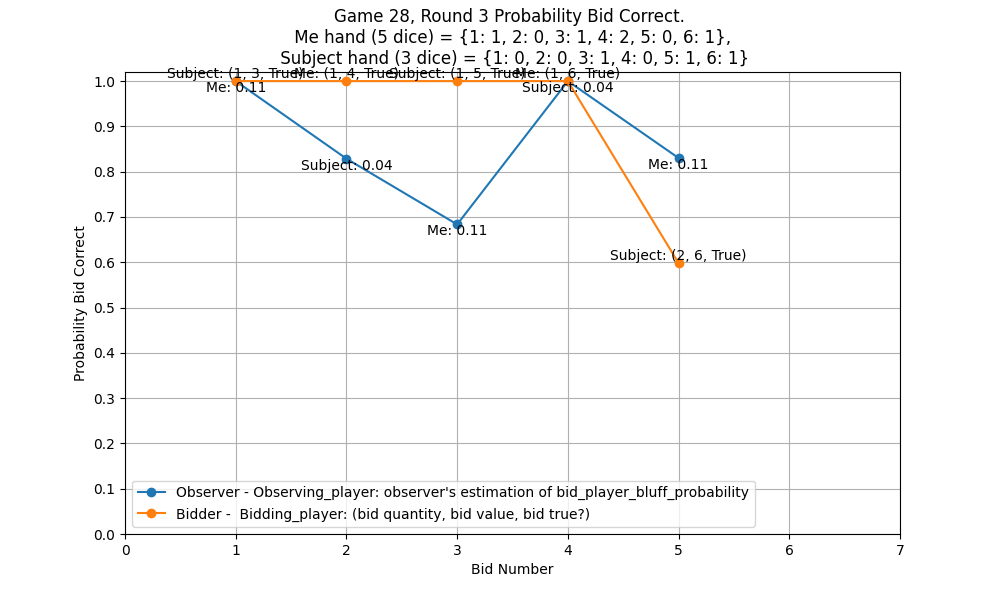 Game 28, Round 3 Probability Bid Correct.
Me hand (5 dice) = {1: 1, 2: 0, 3: 1, 4: 2, 5: 0, 6: 1},
Subject hand (3 dice) = {1: 0, 2: 0, 3: 1, 4: 0, 5: 1, 6: 1}
Subject: (1, 3, True)
Me: (1, 4, True)
Subject: (1, 5, True)
Me: (1, 6, True)
Me: 0.11
Subject: 0.04
Subject: 0.04
Me: 0.11
Me: 0.11
Subject: (2, 6, True)
Probability Bid Correct
1.0
0.9
0.8
0.7
0.6
0.5
0.4
0.3
0.2
0.1
0.0
Observer - Observing_player: observer's estimation of bid_player_bluff_probability
Bidder -  Bidding_player: (bid quantity, bid value, bid true?)
0 1 2 3 4 5 6 7
Bid Number